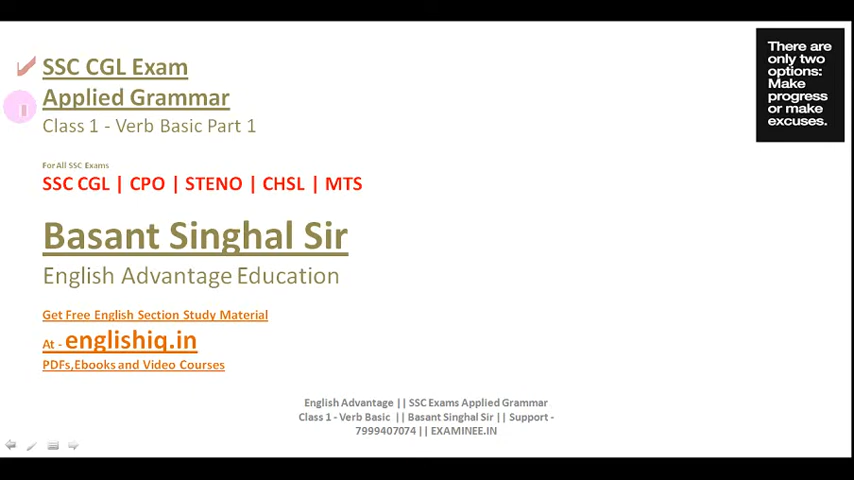 SSC CGL Exam
Applied Grammar
Class 1 - Verb Basic Part 1
For All SSC Exams
SSC CGL | CPO | STENO | CHSL | MTS
Basant Singhal Sir
English Advantage Education
Get Free English Section Study Material
At - englishiq.in
PDFs,Ebooks and Video Courses
There are
only two
options:
Make
progress
or make
excuses.
English Advantage || SSC Exams Applied Grammar
Class 1 - Verb Basic || Basant Singhal Sir || Support -
7999407074 || EXAMINEE.IN